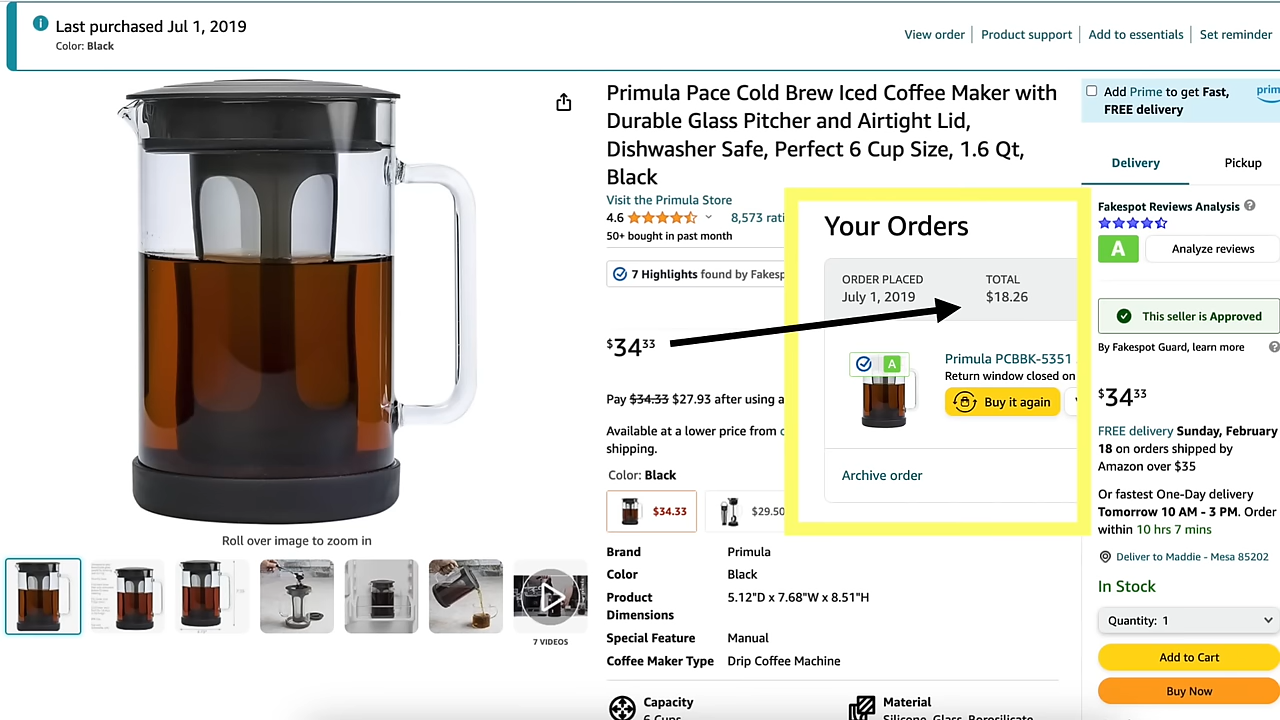 Last purchased Jul 1, 2019
Color: Black
View order
Product support
Add to essentials
Set reminder
Primula Pace Cold Brew Iced Coffee Maker with
Durable Glass Pitcher and Airtight Lid,
Dishwasher Safe, Perfect 6 Cup Size, 1.6 Qt,
Black
Visit the Primula Store
4.6
8,573 rati
50+ bought in past month
7 Highlights found by Fakesp
$34 33
Pay $34.33 $27.93 after using a
Available at a lower price from
shipping.
Color: Black
$34.33
$29.50
Brand Primula
Color Black
Product 5.12"D x 7.68"W x 8.51"H
Dimensions
Special Feature Manual
Coffee Maker Type Drip Coffee Machine
Capacity
6 Cups
Material
Silicone, Glass, Borosilicate
Roll over image to zoom in
7 VIDEOS
Your Orders
ORDER PLACED
July 1, 2019
TOTAL
$18.26
A
Primula PCBBK-5351
Return window closed on
Buy it again
Archive order
Add Prime to get Fast,
FREE delivery
prim
Delivery
Pickup
Fakespot Reviews Analysis
A
Analyze reviews
This seller is Approved
By Fakespot Guard, learn more
$34 33
FREE delivery Sunday, February
18 on orders shipped by
Amazon over $35
Or fastest One-Day delivery
Tomorrow 10 AM - 3 PM. Order
within 10 hrs 7 mins
Deliver to Maddie - Mesa 85202
In Stock
Quantity: 1
Add to Cart
Buy Now